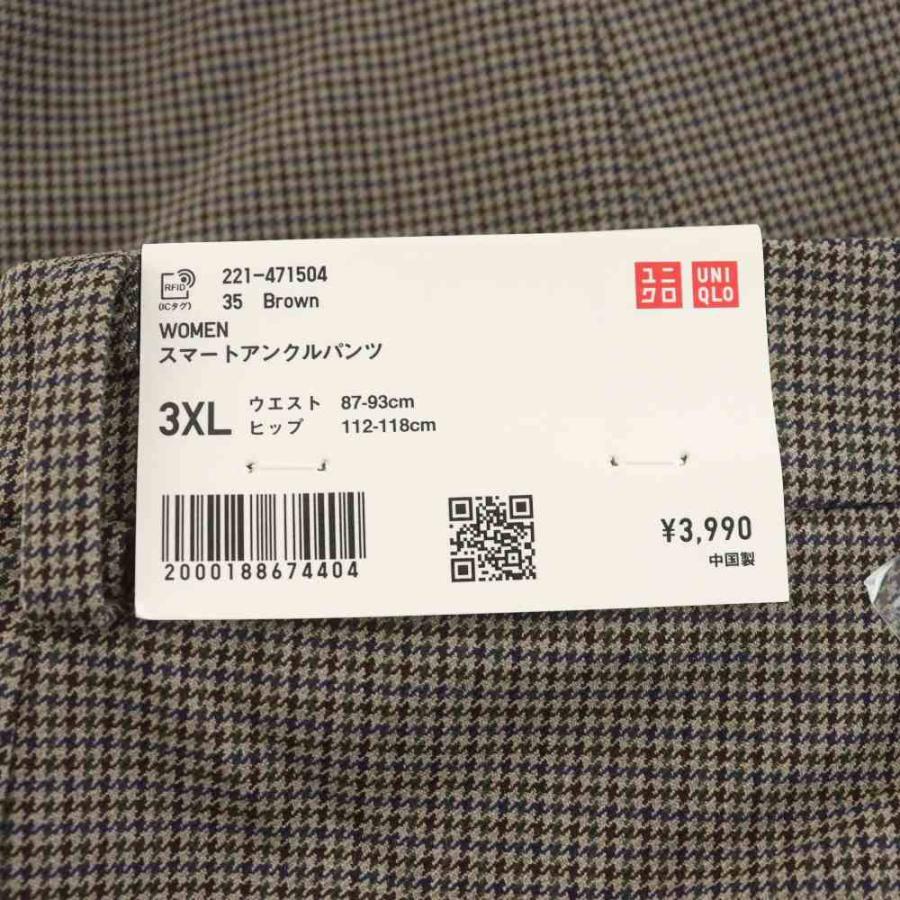 RFID
(ICタグ)
221-471504
35 Brown
ユニ
クロ
UNI
QLO
WOMEN
スマートアンクルパンツ
3XL
ウエスト 87-93cm
ヒップ 112-118cm
2000188674404
¥3,990
中国製